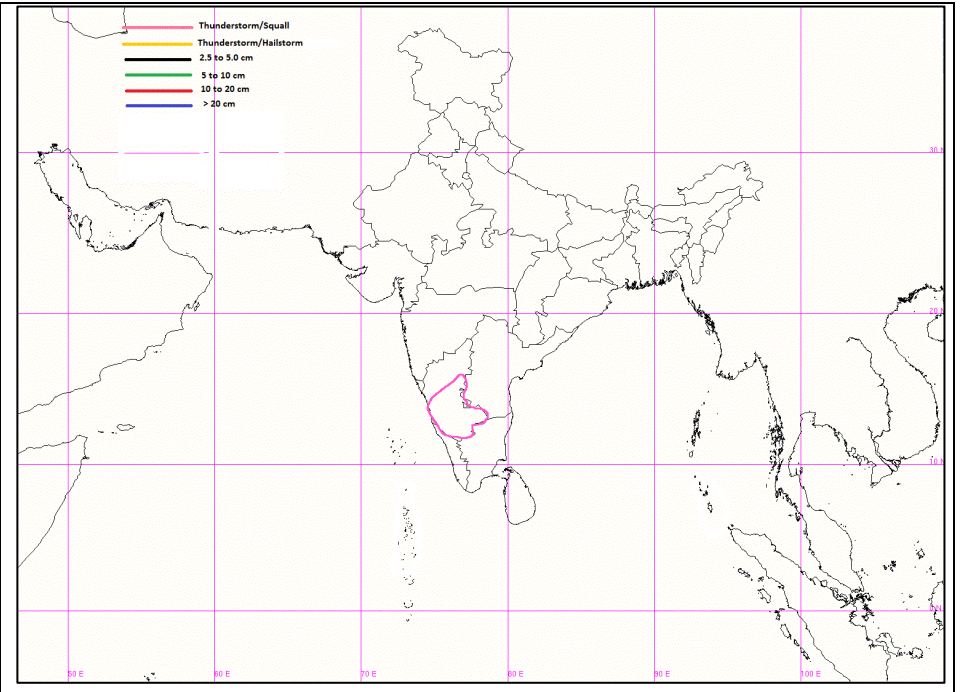 Thunderstorm/Squall
Thunderstorm/Hailstorm
2.5 to 5.0 cm
5 to 10 cm
10 to 20 cm
> 20 cm
30 N
20 N
10 N
50 E
70 E
80 E
90 E
100 E